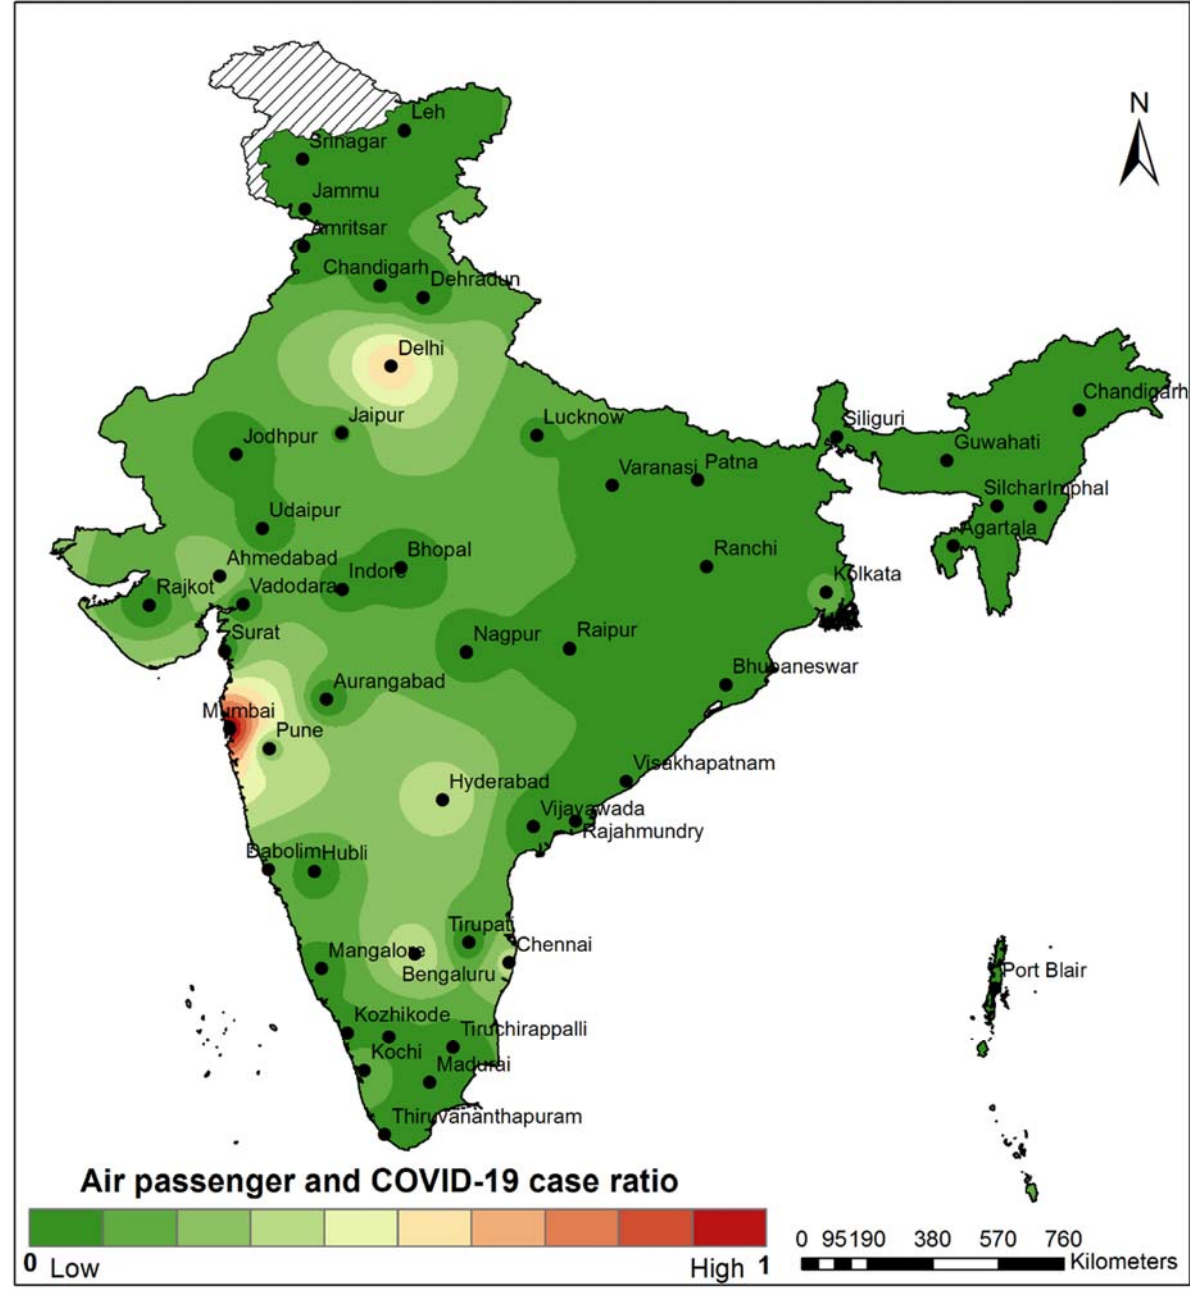 N
Leh
Srinagar
Jammu
Amritsar
Chandigarh
Dehradun
Delhi
Chandigarh
Jaipur
Lucknow
Siliguri
Jodhpur
Guwahati
Varanasi
Patna
Silchar
Imphal
Udaipur
Agartala
Ahmedabad
Bhopal
Ranchi
Indore
Kolkata
Rajkot
Vadodara
Surat
Nagpur
Raipur
Bhubaneswar
Aurangabad
Mumbai
Pune
Visakhapatnam
Hyderabad
Vijayawada
Rajahmundry
Dabolim
Hubli
Tirupati
Chennai
Mangalore
Bengaluru
Port Blair
Kozhikode
Tiruchirappalli
Kochi
Madurai
Thiruvananthapuram
Air passenger and COVID-19 case ratio
0 Low High 1
0 95 190 380 570 760
Kilometers